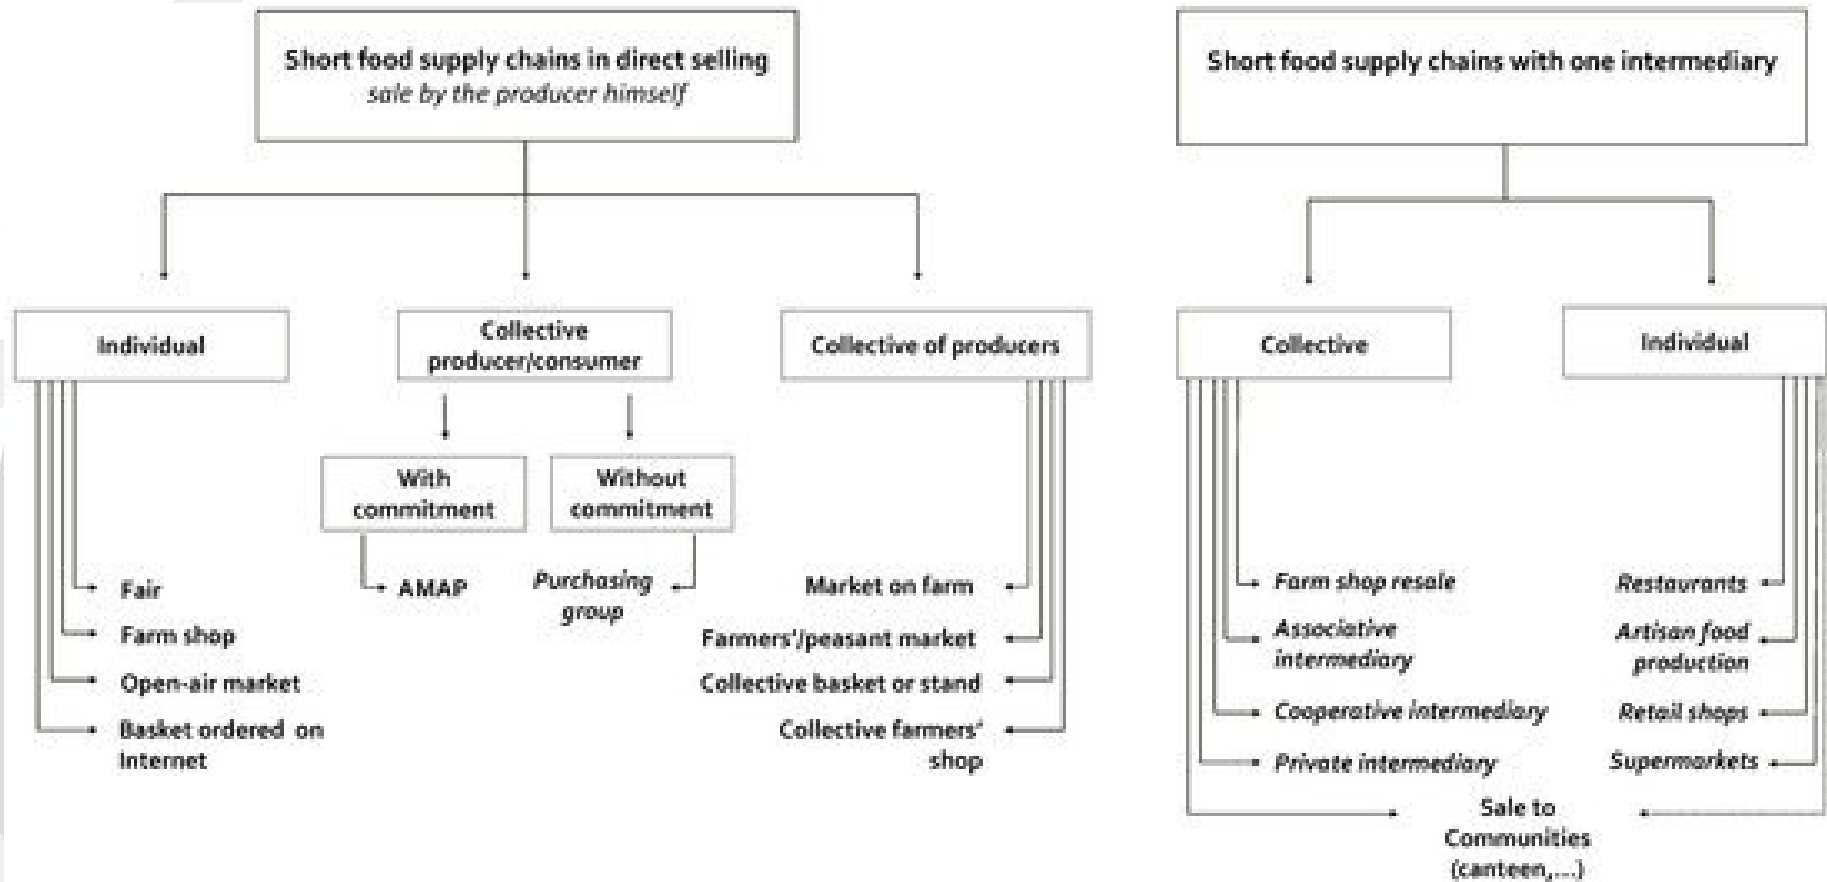 Short food supply chains in direct selling
sale by the producer himself
Individual
Collective
producer/consumer
Collective of producers
With
commitment
Without
commitment
Fair
Farm shop
Open-air market
Basket ordered on
Internet
AMAP
Purchasing
group
Market on farm
Farmers'/peasant market
Collective basket or stand
Collective farmers'
shop
Short food supply chains with one intermediary
Collective
Individual
Farm shop resale
Associative
intermediary
Cooperative intermediary
Private intermediary
Restaurants
Artisan food
production
Retail shops
Supermarkets
Sale to
Communities
(canteen,...)